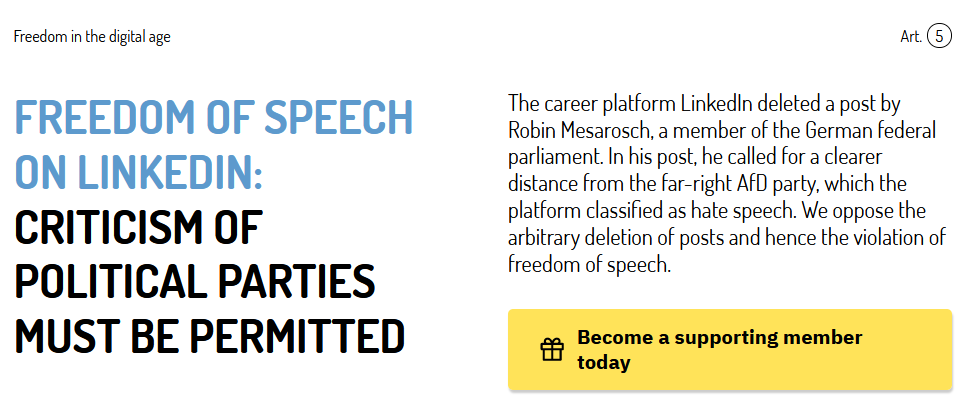 Freedom in the digital age
Art. 5
FREEDOM OF SPEECH
ON LINKEDIN:
CRITICISM OF
POLITICAL PARTIES
MUST BE PERMITTED
The career platform LinkedIn deleted a post by
Robin Mesarosch, a member of the German federal
parliament. In his post, he called for a clearer
distance from the far-right AfD party, which the
platform classified as hate speech. We oppose the
arbitrary deletion of posts and hence the violation of
freedom of speech.
Become a supporting member
today